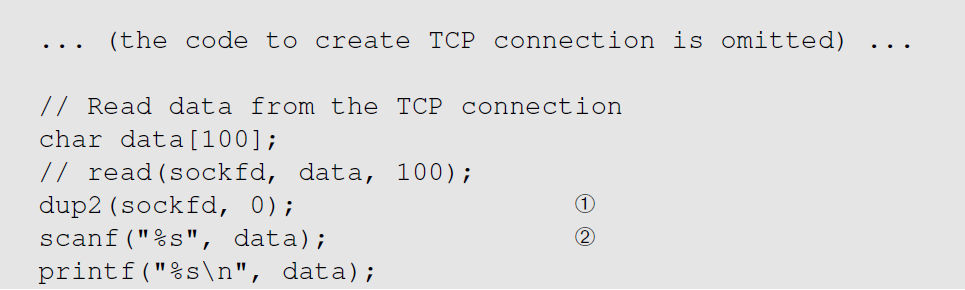 ... (the code to create TCP connection is omitted) ...
// Read data from the TCP connection
char data[100];
// read(sockfd, data, 100);
dup2(sockfd, 0); ①
scanf("%s", data); ②
printf("%s\n", data);